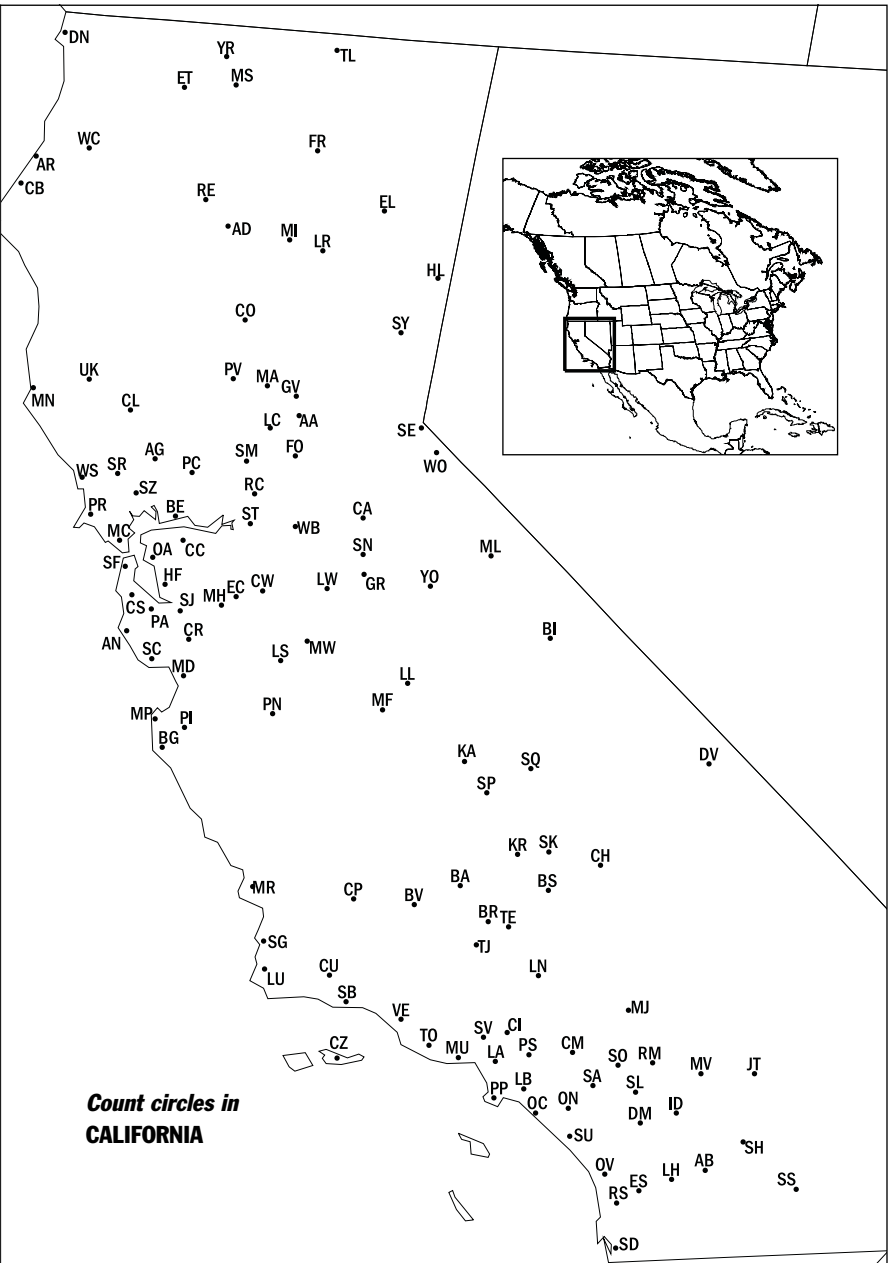 DN
YR
TL
ET
MS
WC
FR
AR
CB
RE
EL
AD
MI
LR
HL
CO
SY
UK
PV
MA
GV
MN
CL
LC
AA
SE
AG
SM
FO
WO
WS
SR
PC
SZ
RC
PR
BE
ST
WB
CA
MC
OA
CC
SN
ML
SF
HF
MH
EC
CW
LW
GR
YO
CS
PA
SJ
AN
CR
BI
SC
LS
MW
MD
LL
MP
PI
PN
MF
BG
KA
SQ
DV
SP
KR
SK
CH
MR
CP
BV
BA
BS
BR
TE
SG
TJ
LU
CU
LN
SB
MJ
VE
CZ
TO
MU
SV
CI
LA
PS
CM
SO
RM
MV
JT
PP
LB
SA
SL
OC
ON
DM
ID
Count circles in
CALIFORNIA
SU
SH
OV
RS
ES
LH
AB
SS
SD